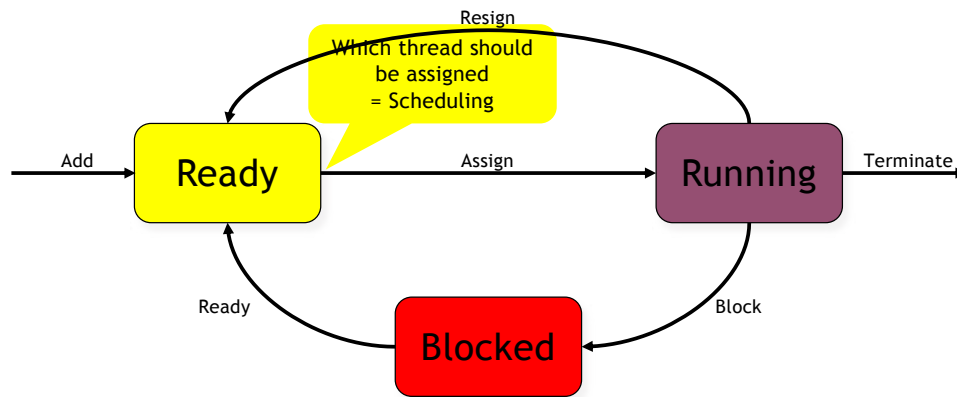 Resign
Which thread should
be assigned
= Scheduling
Add
Ready
Assign
Running
Terminate
Ready
Block
Blocked